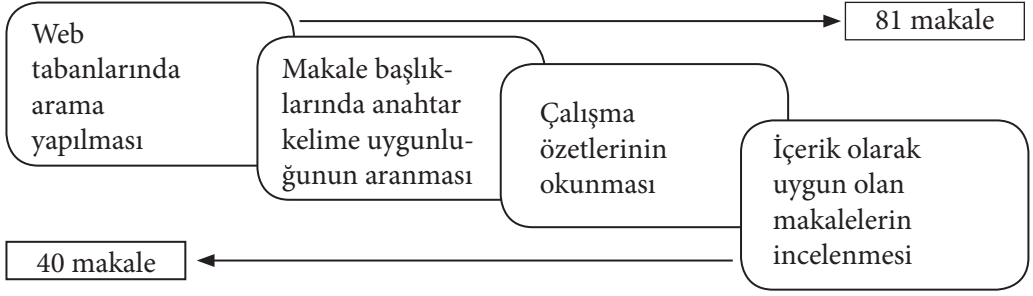 Web
tabanlarında
arama
yapılması
81 makale
Makale başlık-
larında anahtar
kelime uygunlu-
ğunun aranması
Çalışma
özetlerinin
okunması
İçerik olarak
uygun olan
makalelerin
incelenmesi
40 makale